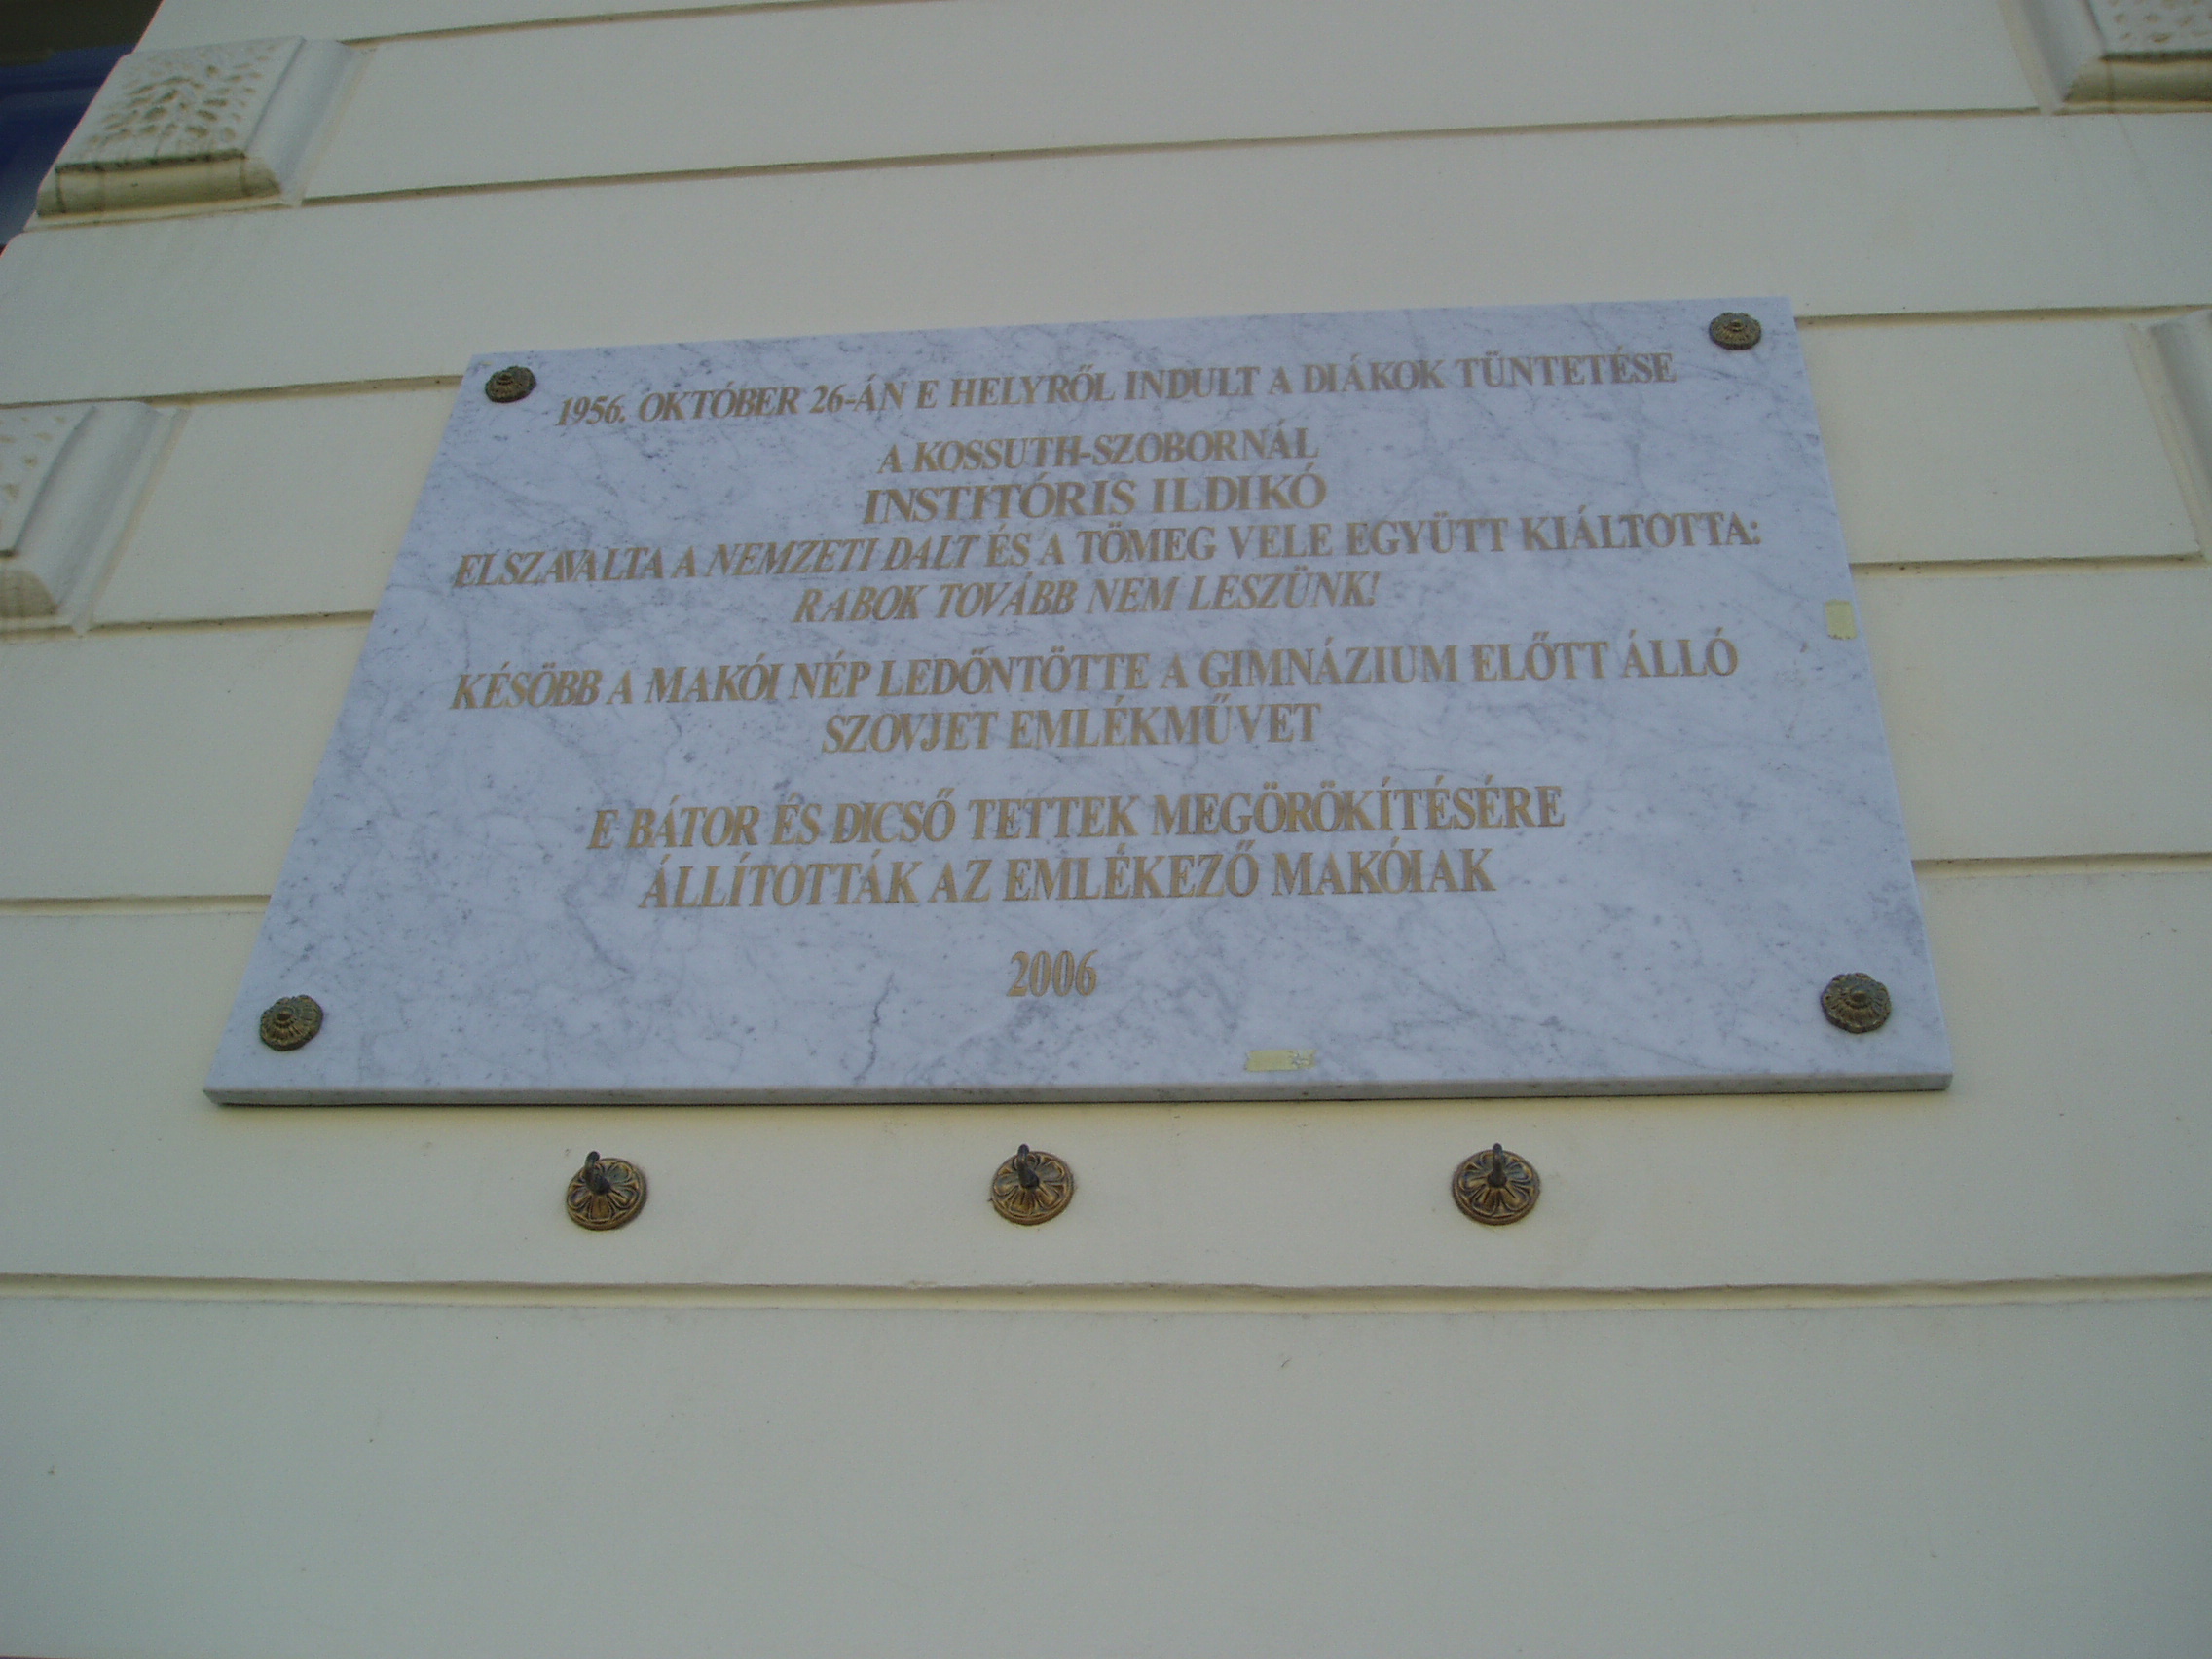 1956. OKTÓBER 26-ÁN E HELYRŐL INDULT A DIÁKOK TÜNTETÉSE
A KOSSUTH-SZOBORNÁL
INSTITÓRIS ILDIKÓ
ELSZAVALTA A NEMZETI DALT ÉS A TÖMEG VELE EGYÜTT KIÁLTOTTA:
RABOK TOVÁBB NEM LESZÜNK!
KÉSÖBB A MAKÓI NÉP LEDŐNTÖTTE A GIMNÁZIUM ELŐTT ÁLLÓ
SZOVJET EMLÉKMŰVET
E BÁTOR ÉS DICSŐ TETTEK MEGÖRÖKÍTÉSÉRE
ÁLLÍTOTTÁK AZ EMLÉKEZŐ MAKÓIAK
2006